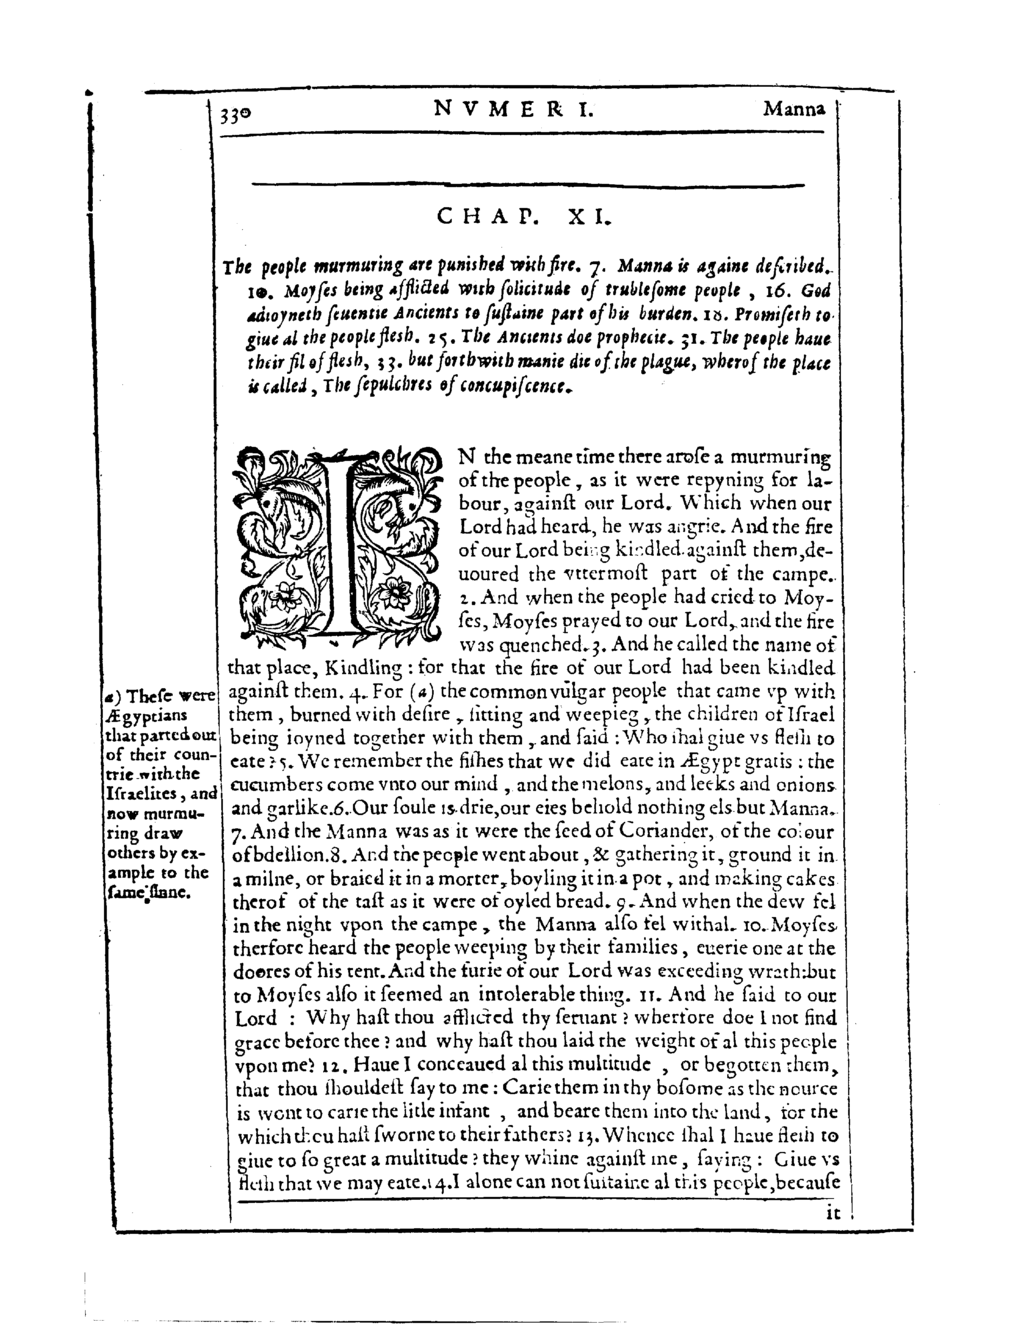 330 NVMERI. Manna
CHAP. XI.
The people murmuring are punished with fire. 7. Manna is againe deſcribed.
10. Moyſes being afflicted with ſolicitude of trubleſome people , 16. God
adioyneth ſeuentie Ancients to ſuſtaine part of his burden. 18. Promiſeth to
giue al the people flesh. 25. The Ancients doe prophecie. 31. The people haue
their fil of flesh, 33. but forthwith manie die of the plague, wherof the place
is called , The ſepulchres of concupiſcence.
IN the meane time there aroſe a murmuring
of the people , as it were repyning for la-
bour, againſt our Lord. Which when our
Lord had heard, he was angrie. And the fire
of our Lord being kindled againſt them,de-
uoured the vttermoſt part of the campe.
2. And when the people had cried to Moy-
ſes, Moyſes prayed to our Lord, and the fire
was quenched. 3. And he called the name of
that place, Kindling : for that the fire of our Lord had been kindled
againſt them. 4. For (a) the common vulgar people that came vp with
them , burned with deſire , ſitting and weepieg , the children of Iſrael
being ioyned together with them , and ſaid : Who ſhal giue vs fleſh to
eate ? 5. We remember the fiſhes that we did eate in Ægypt gratis : the
cucumbers come vnto our mind , and the melons, and leeks and onions
and garlike.6. Our ſoule is drie,our eies behold nothing els but Manna.
7. And the Manna was as it were the ſeed of Coriander, of the colour
of bdellion.8. And the people went about , & gathering it, ground it in
a milne, or braied it in a morter, boyling it in a pot , and making cakes
therof of the taſt as it were of oyled bread. 9. And when the dew fel
in the night vpon the campe , the Manna alſo fel withal. 10. Moyſes
therfore heard the people weeping by their families , euerie one at the
doores of his tent. And the furie of our Lord was exceeding wrath:but
to Moyſes alſo it ſeemed an intolerable thing. 11. And he ſaid to our
Lord : Why haſt thou afflicted thy ſeruant ? wherfore doe I not find
grace before thee ? and why haſt thou laid the weight of al this people
vpon me? 12. Haue I conceaued al this multitude , or begotten them,
that thou ſhouldeſt ſay to me : Carie them in thy boſome as the nource
is wont to carie the litle infant , and beare them into the land , for the
which thou haſt ſworne to their fathers? 13. Whence ſhal I haue fleſh to
giue to ſo great a multitude ? they whine againſt me , ſaying : Giue vs
fleſh that we may eate.14.I alone can not ſuſtaine al this people,becauſe
it
a) Theſe were
Ægyptians
that parted out
of their coun-
trie with the
Iſraelites , and
now murmu-
ring draw
others by ex-
ample to the
ſame ſinne.